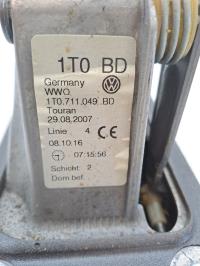 1T0 BD
Germany
WWO
1T0.711.049 BD
Touran
29.08.2007
Linie 4 CE
08.10.16
07:15:56
Schicht: 2
Dom bef.